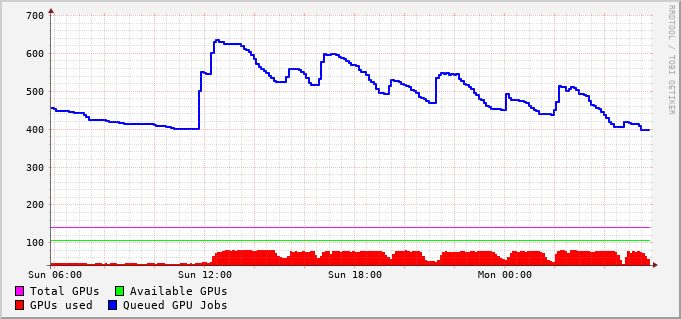 700
600
500
400
300
200
100
Sun 06:00 Sun 12:00 Sun 18:00 Mon 00:00
Total GPUs Available GPUs
GPUs used Queued GPU Jobs
RRDTOOL / TOBI OETIKER